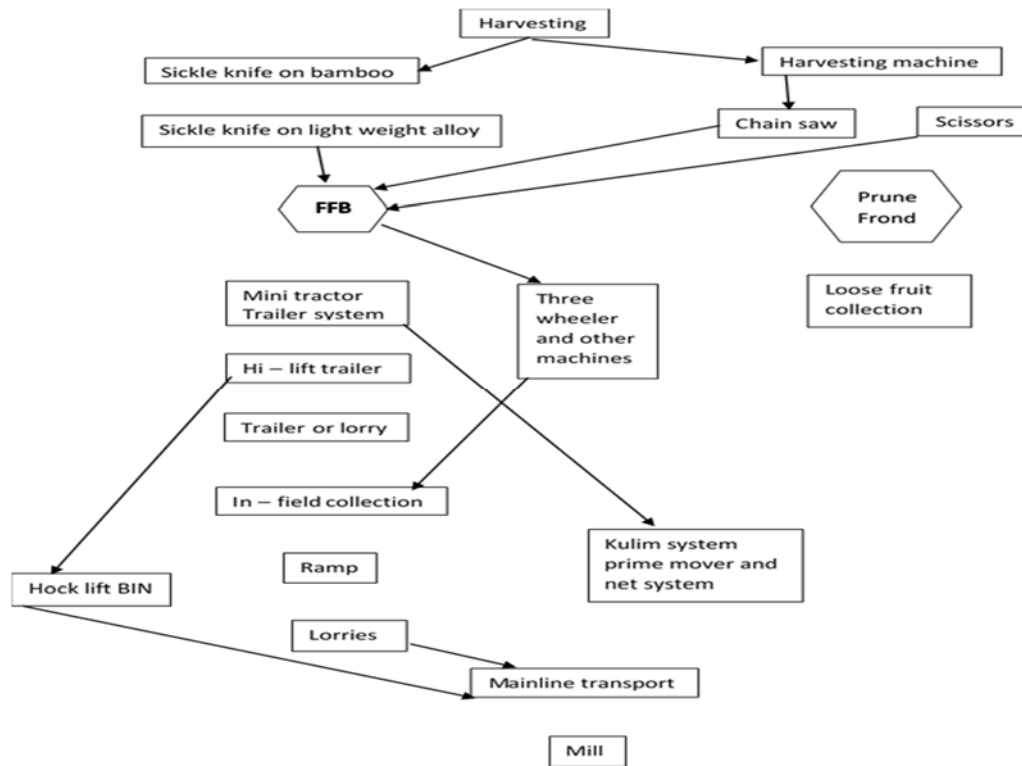 Harvesting
Sickle knife on bamboo
Harvesting machine
Sickle knife on light weight alloy
Chain saw
Scissors
FFB
Prune
Frond
Mini tractor
Trailer system
Three
wheeler
and other
machines
Loose fruit
collection
Hi – lift trailer
Trailer or lorry
In – field collection
Kulim system
prime mover and
net system
Ramp
Hock lift BIN
Lorries
Mainline transport
Mill